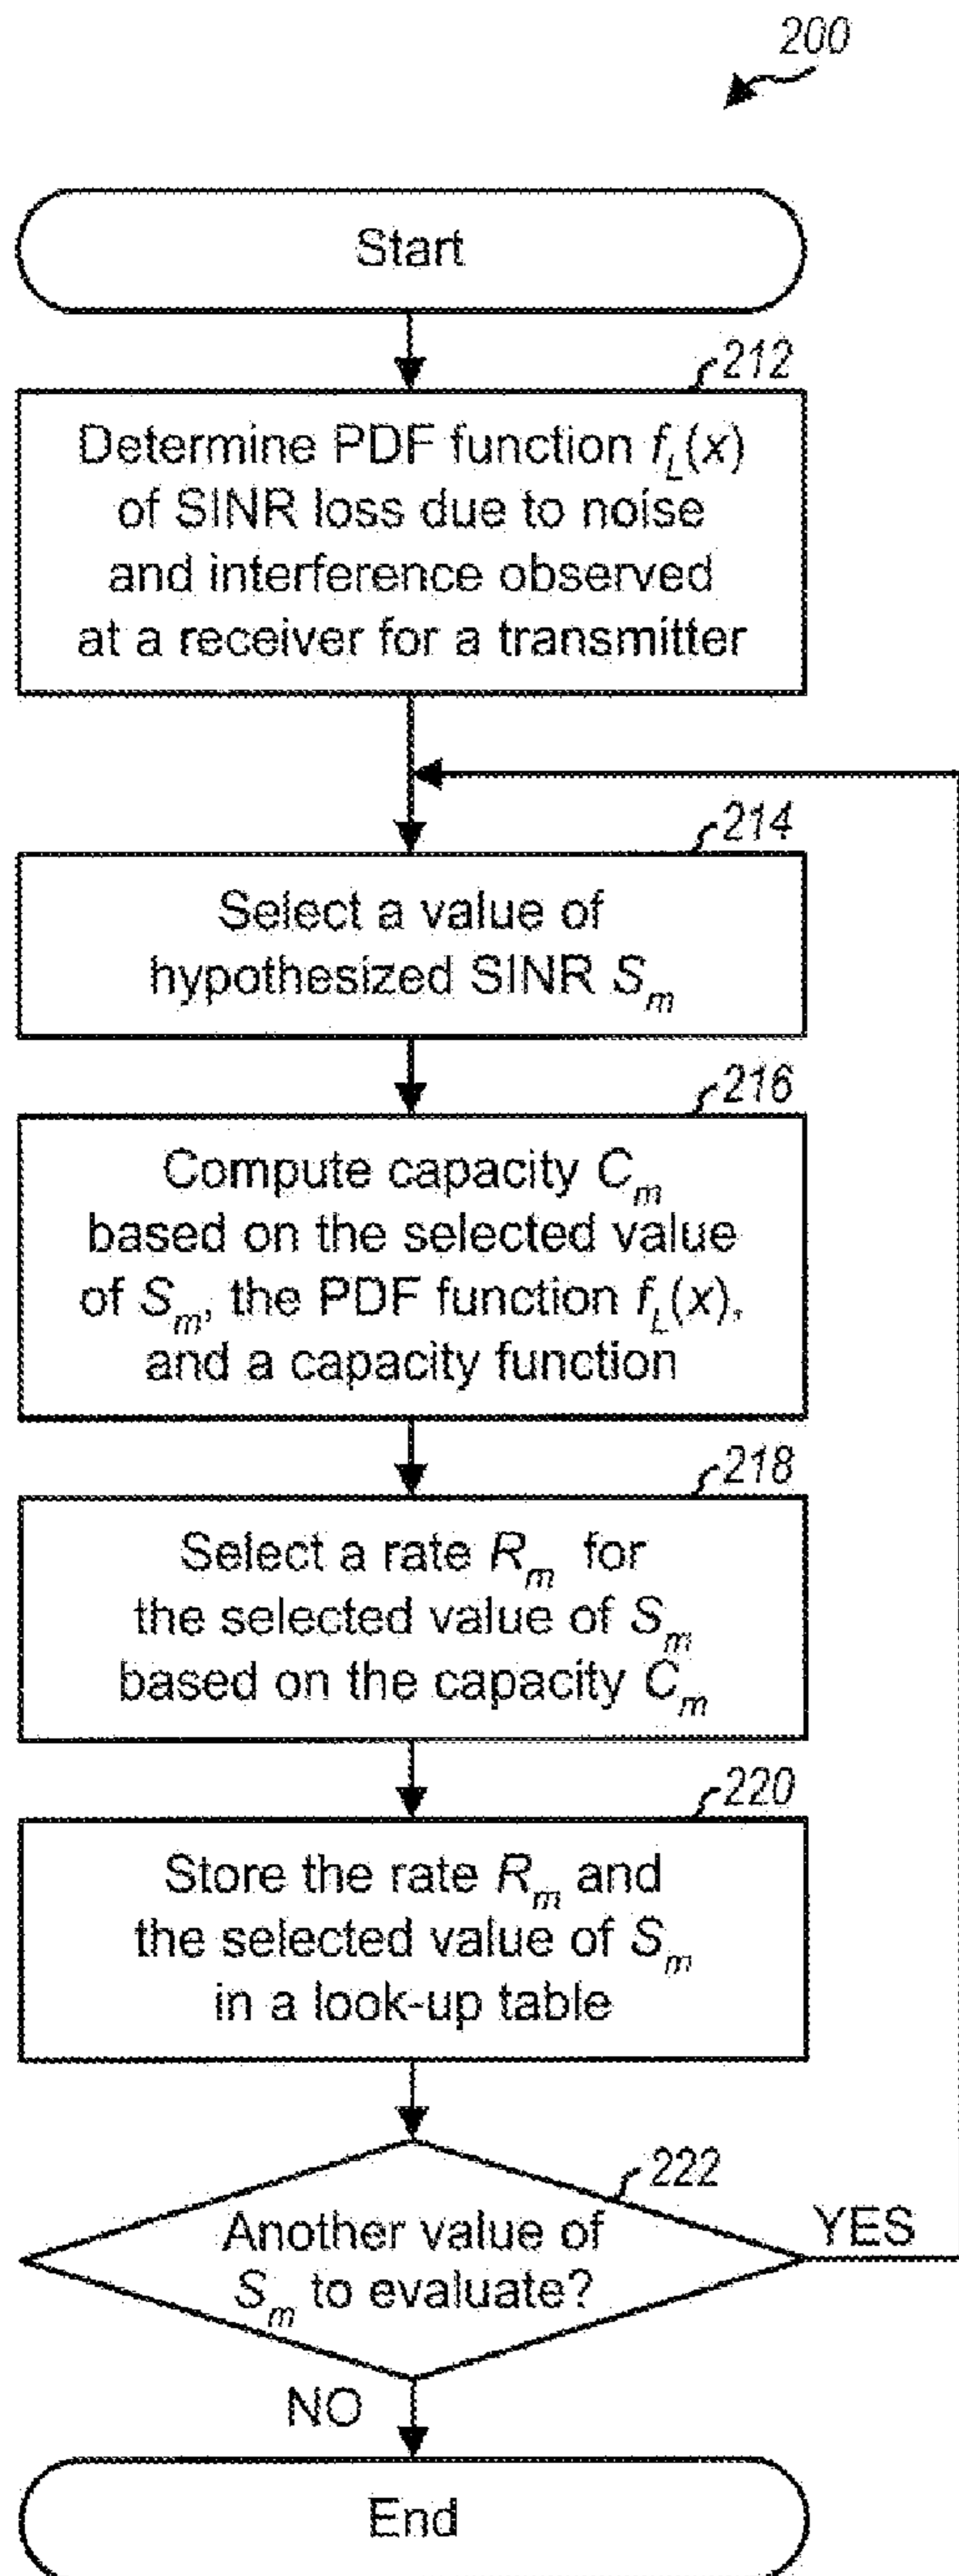 200
Start
212
Determine PDF function f_L(x)
of SINR loss due to noise
and interference observed
at a receiver for a transmitter
214
Select a value of
hypothesized SINR S_m
216
Compute capacity C_m
based on the selected value
of S_m, the PDF function f_L(x),
and a capacity function
218
Select a rate R_m for
the selected value of S_m
based on the capacity C_m
220
Store the rate R_m and
the selected value of S_m
in a look-up table
222
Another value of
S_m to evaluate?
YES
NO
End